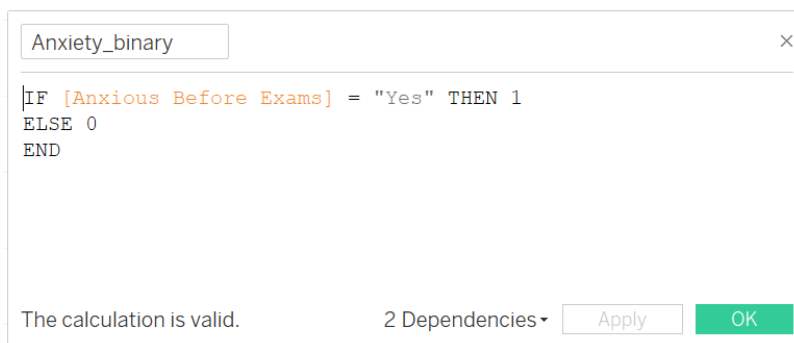 Anxiety_binary
×
IF [Anxious Before Exams] = "Yes" THEN 1
ELSE 0
END
The calculation is valid. 2 Dependencies▾ Apply OK